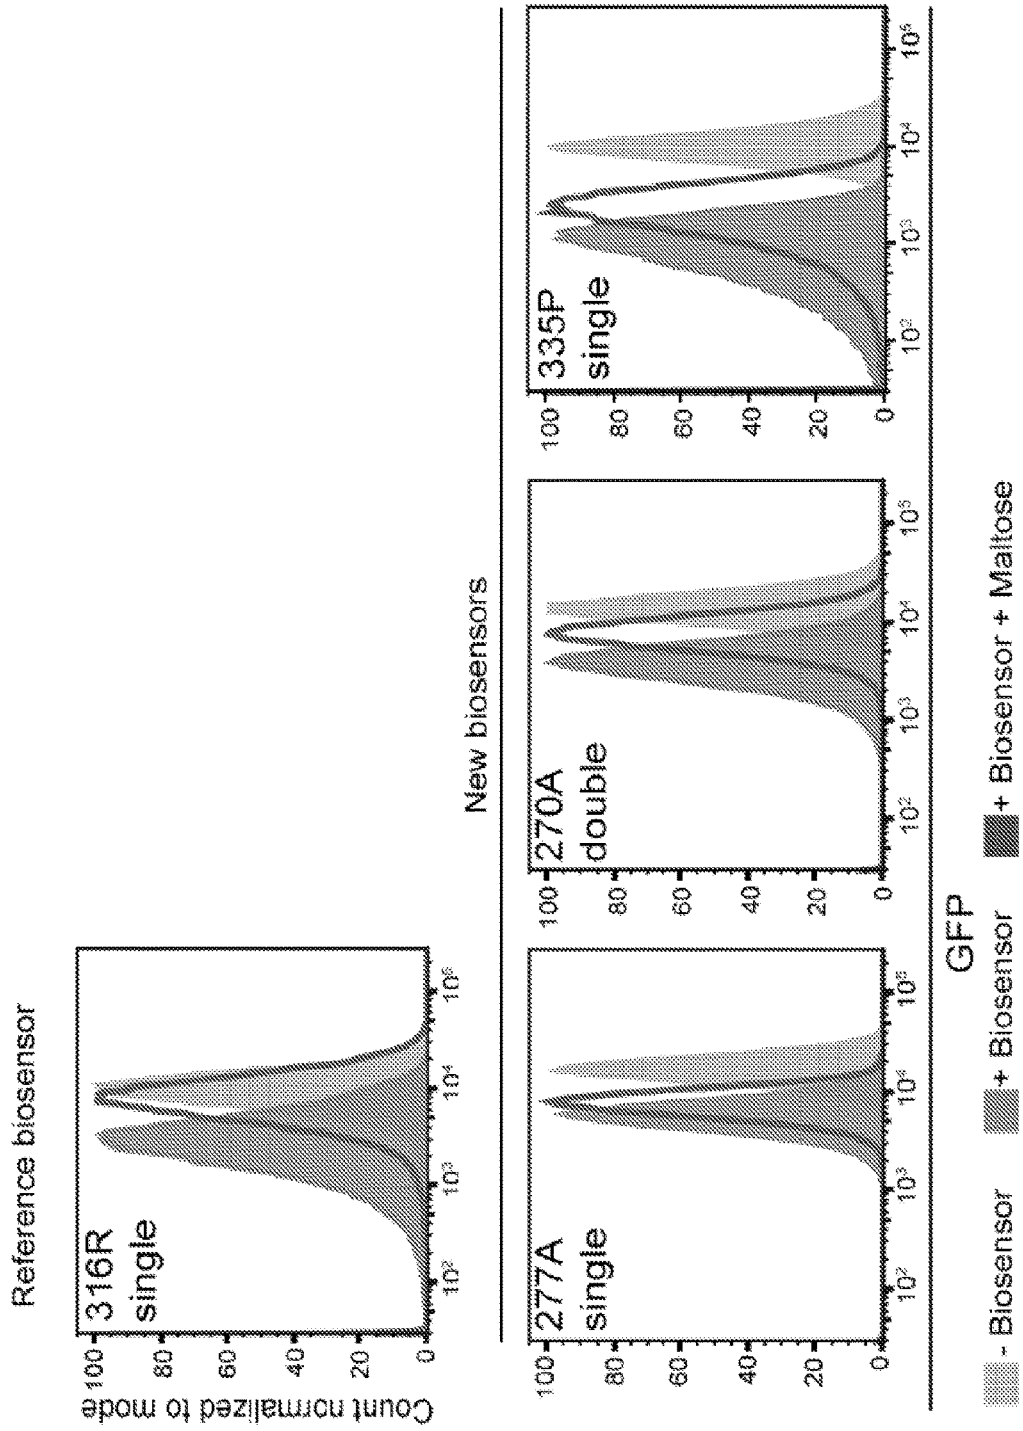 Reference biosensor
Count normalized to mode
100
80
60
40
20
0
316R
single
10²
10³
10⁴
10⁵
New biosensors
100
80
60
40
20
0
277A
single
10²
10³
10⁴
10⁵
100
80
60
40
20
0
270A
double
10²
10³
10⁴
10⁵
100
80
60
40
20
0
335P
single
10²
10³
10⁴
10⁵
GFP
- Biosensor
+ Biosensor
+ Biosensor + Maltose